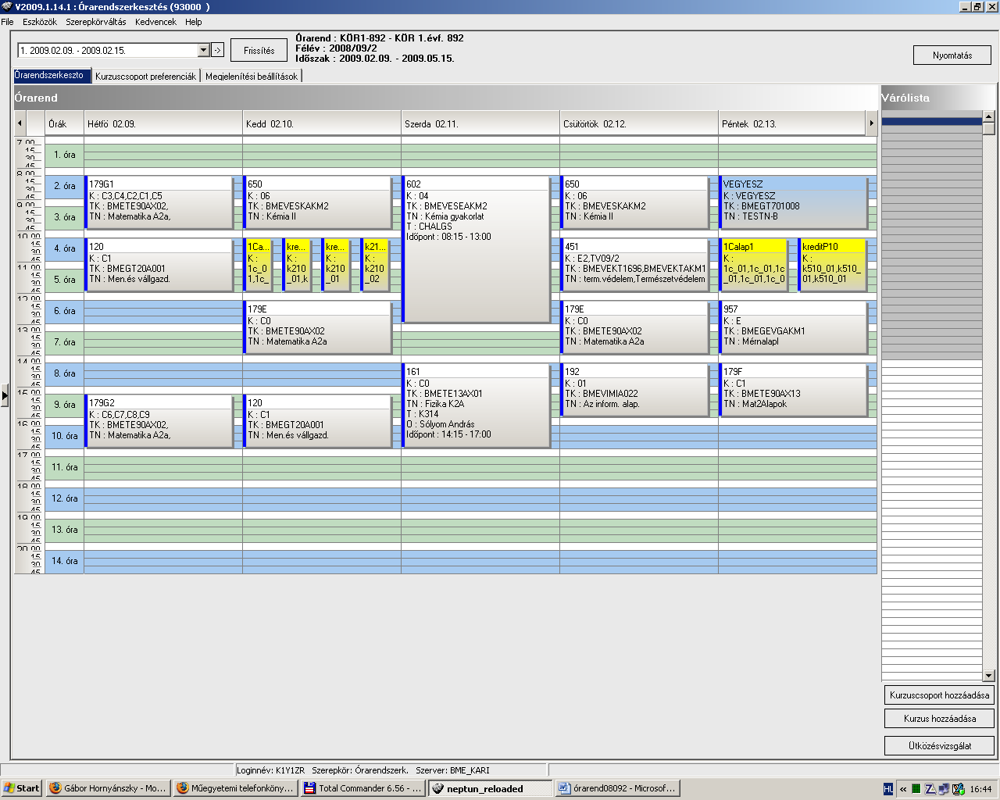 V2009.1.14.1 : Órarendszerkesztés (93000 )
File Eszközök Szerepkörváltás Kedvencek Help
1. 2009.02.09. - 2009.02.15.
Frissítés
Órarend : KÖR1-892 - KÖR 1.évf. 892
Félév : 2008/09/2
Időszak : 2009.02.09. - 2009.05.15.
Nyomtatás
Órarendszerkeszto Kurzuscsoport preferenciák Megjelenítési beállítások
Órarend
Várólista
Órák Hétfő 02.09. Kedd 02.10. Szerda 02.11. Csütörtök 02.12. Péntek 02.13.
1. óra
2. óra
3. óra
4. óra
5. óra
6. óra
7. óra
8. óra
9. óra
10. óra
11. óra
12. óra
13. óra
14. óra
179G1
K : C3,C4,C2,C1,C5
TK : BMETE90AX02,
TN : Matematika A2a,
120
K : C1
TK : BMEGT20A001
TN : Men.és vállgazd.
179G2
K : C6,C7,C8,C9
TK : BMETE90AX02,
TN : Matematika A2a,
650
K : 06
TK : BMEVESKAKM2
TN : Kémia II
1Ca...
K :
1c_0
1,1c_
kre...
K :
k210
_01,k
kre...
K :
k210
_01
k21...
K :
k210
_02
179E
K : C0
TK : BMETE90AX02
TN : Matematika A2a
120
K : C1
TK : BMEGT20A001
TN : Men.és vállgazd.
602
K : 04
TK : BMEVESEAKM2
TN : Kémia gyakorlat
T : CHALGS
Időpont : 08:15 - 13:00
161
K : C0
TK : BMETE13AX01
TN : Fizika K2A
T : K314
O : Sólyom András
Időpont : 14:15 - 17:00
650
K : 06
TK : BMEVESKAKM2
TN : Kémia II
451
K : E2,TV09/2
TK : BMEVEKT1696,BMEVEKTAKM1
TN : term.védelem,Természetvédelem
179E
K : C0
TK : BMETE90AX02
TN : Matematika A2a
192
K : 01
TK : BMEVIMIA022
TN : Az inform. alap.
VEGYESZ
K : VEGYESZ
TK : BMEGT701008
TN : TESTN-B
1Calap1
K :
1c_01,1c_01,1c
_01,1c_01,1c_0
kreditP10
K :
k510_01,k510_
01,k510_01
957
K : E
TK : BMEGEVGAKM1
TN : Mérnalapl
179F
K : C1
TK : BMETE90AX13
TN : Mat2Alapok
Kurzuscsoport hozzáadása
Kurzus hozzáadása
Ütközésvizsgálat
Loginnév: K1Y1ZR Szerepkör: Órarendszerk. Szerver: BME_KARI
Start Gábor Hornyánszky - Mo... Műegyetemi telefonköny... Total Commander 6.56 - ... neptun_reloaded órarend08092 - Microsof... HU « 16:44